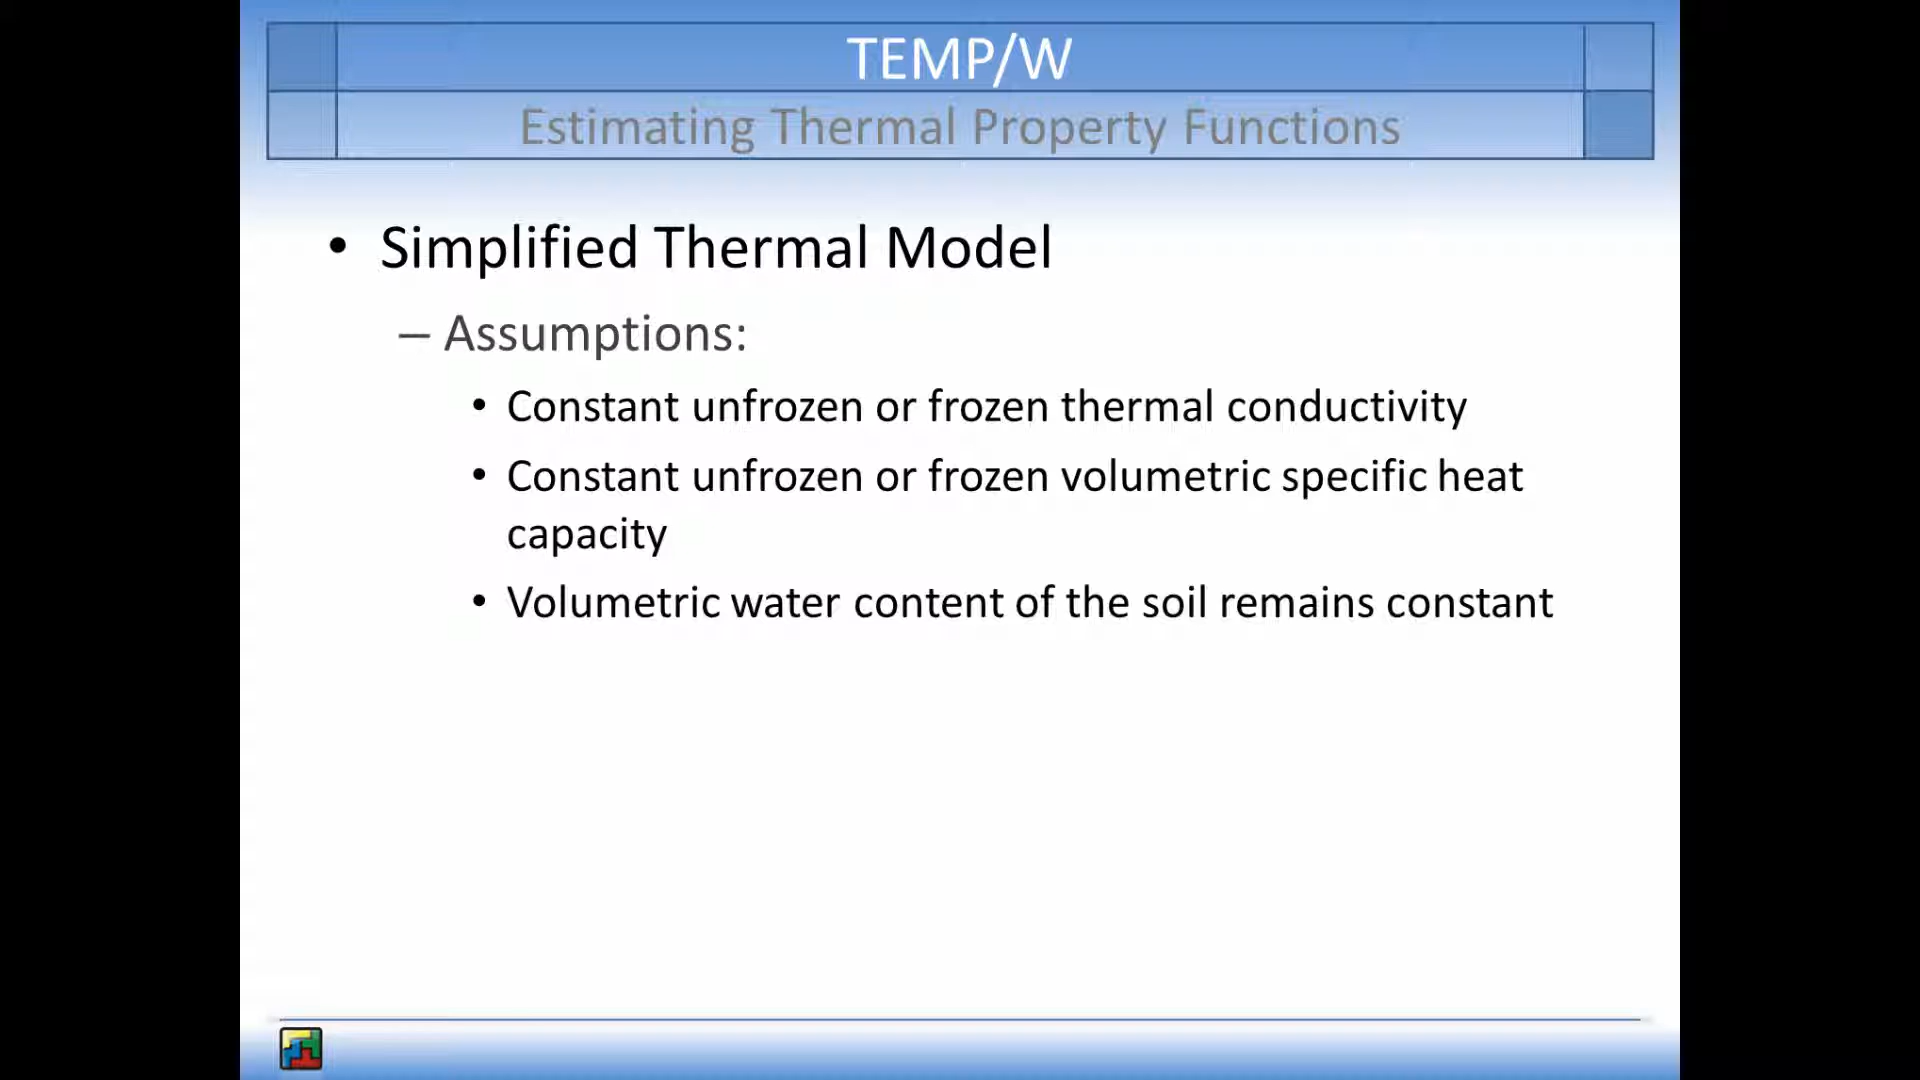 TEMP/W
Estimating Thermal Property Functions
• Simplified Thermal Model
– Assumptions:
• Constant unfrozen or frozen thermal conductivity
• Constant unfrozen or frozen volumetric specific heat
capacity
• Volumetric water content of the soil remains constant